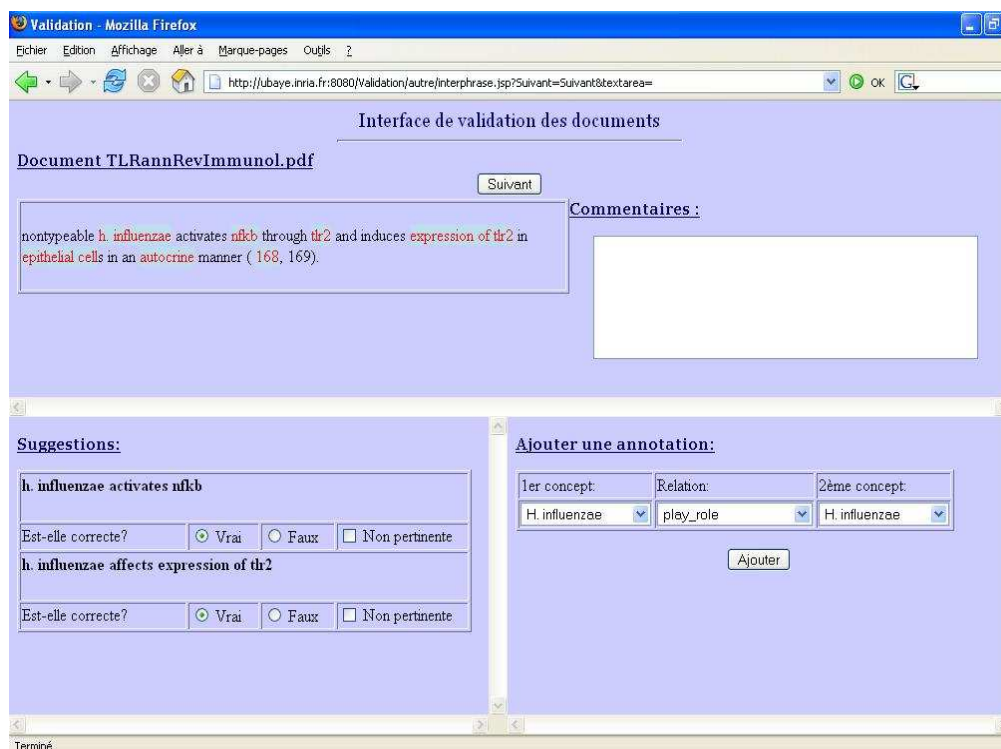 Validation - Mozilla Firefox
Fichier Edition Affichage Aller à Marque-pages Outils ?
http://ubaye.inria.fr:8080/Validation/autre/interphrase.jsp?Suivant=Suivant&textarea= OK G
Interface de validation des documents
Document TLRannRevImmunol.pdf
Suivant
Commentaires :
nontypeable h. influenzae activates nfkb through tlr2 and induces expression of tlr2 in
epithelial cells in an autocrine manner ( 168, 169).
Suggestions:
h. influenzae activates nfkb
Est-elle correcte? Vrai Faux Non pertinente
h. influenzae affects expression of tlr2
Est-elle correcte? Vrai Faux Non pertinente
Ajouter une annotation:
1er concept: Relation: 2ème concept:
H. influenzae play_role H. influenzae
Ajouter
Terminé